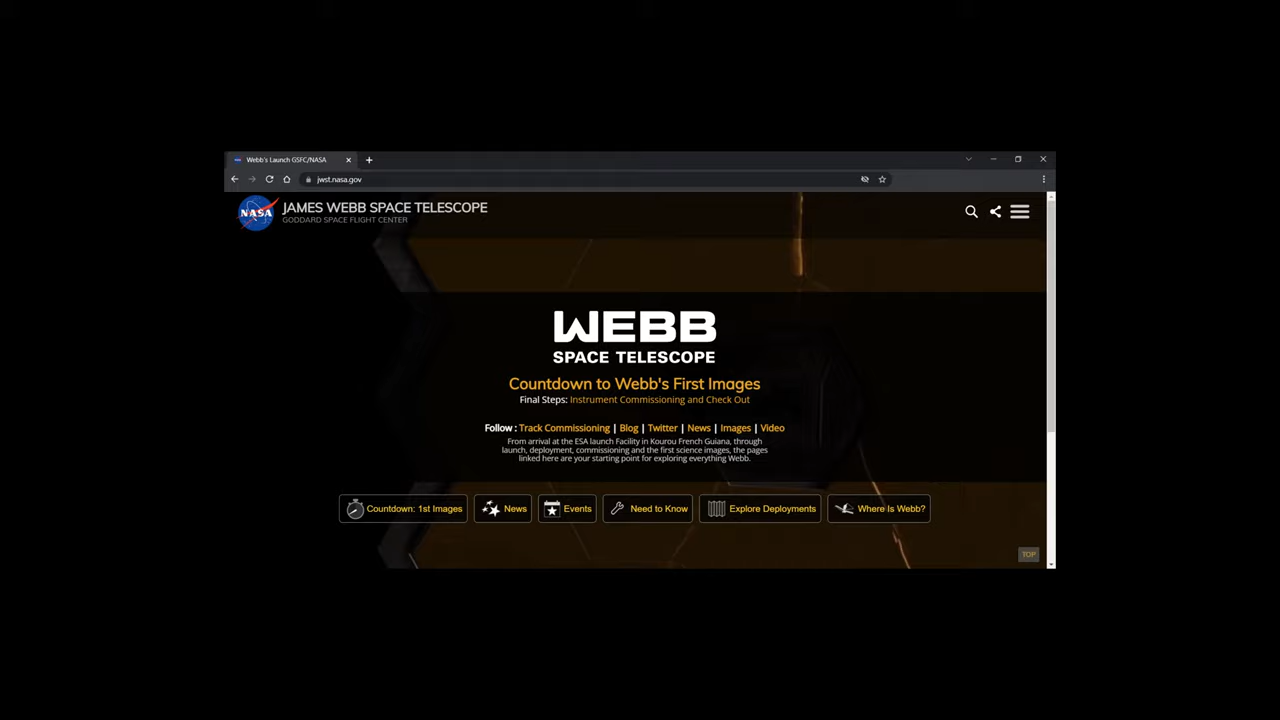 Webb's Launch GSFC/NASA
jwst.nasa.gov
NASA
JAMES WEBB SPACE TELESCOPE
GODDARD SPACE FLIGHT CENTER
WEBB
SPACE TELESCOPE
Countdown to Webb's First Images
Final Steps: Instrument Commissioning and Check Out
Follow : Track Commissioning | Blog | Twitter | News | Images | Video
From arrival at the ESA launch Facility in Kourou French Guiana, through
launch, deployment, commissioning and the first science images, the pages
linked here are your starting point for exploring everything Webb.
Countdown: 1st Images News Events Need to Know Explore Deployments Where Is Webb?
TOP